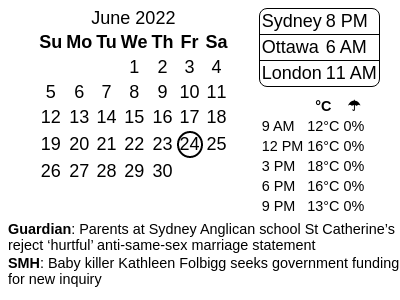 June 2022
Su Mo Tu We Th Fr Sa
1 2 3 4
5 6 7 8 9 10 11
12 13 14 15 16 17 18
19 20 21 22 23 24 25
26 27 28 29 30
Sydney 8 PM
Ottawa 6 AM
London 11 AM
°C ☂
9 AM 12°C 0%
12 PM 16°C 0%
3 PM 18°C 0%
6 PM 16°C 0%
9 PM 13°C 0%
Guardian: Parents at Sydney Anglican school St Catherine’s
reject ‘hurtful’ anti-same-sex marriage statement
SMH: Baby killer Kathleen Folbigg seeks government funding
for new inquiry